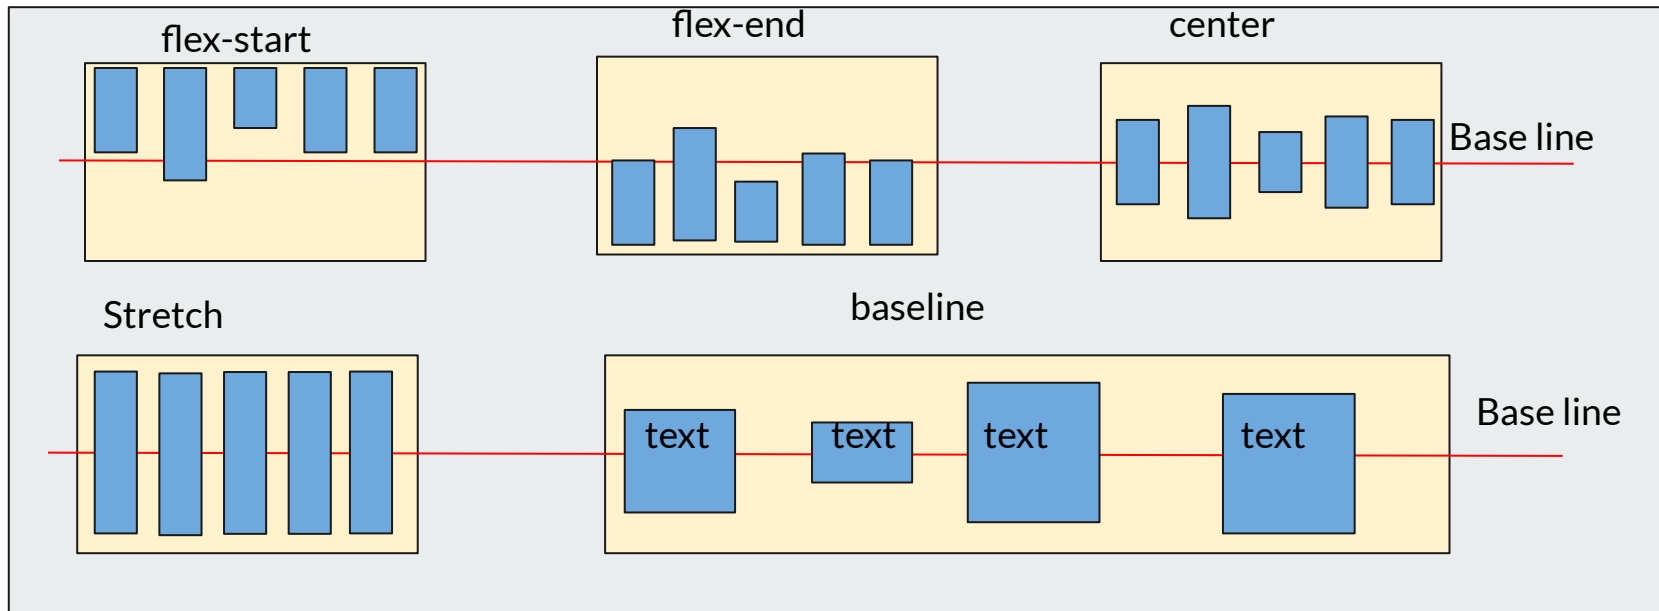 flex-start
flex-end
center
Base line
Stretch
baseline
text
text
text
text
Base line